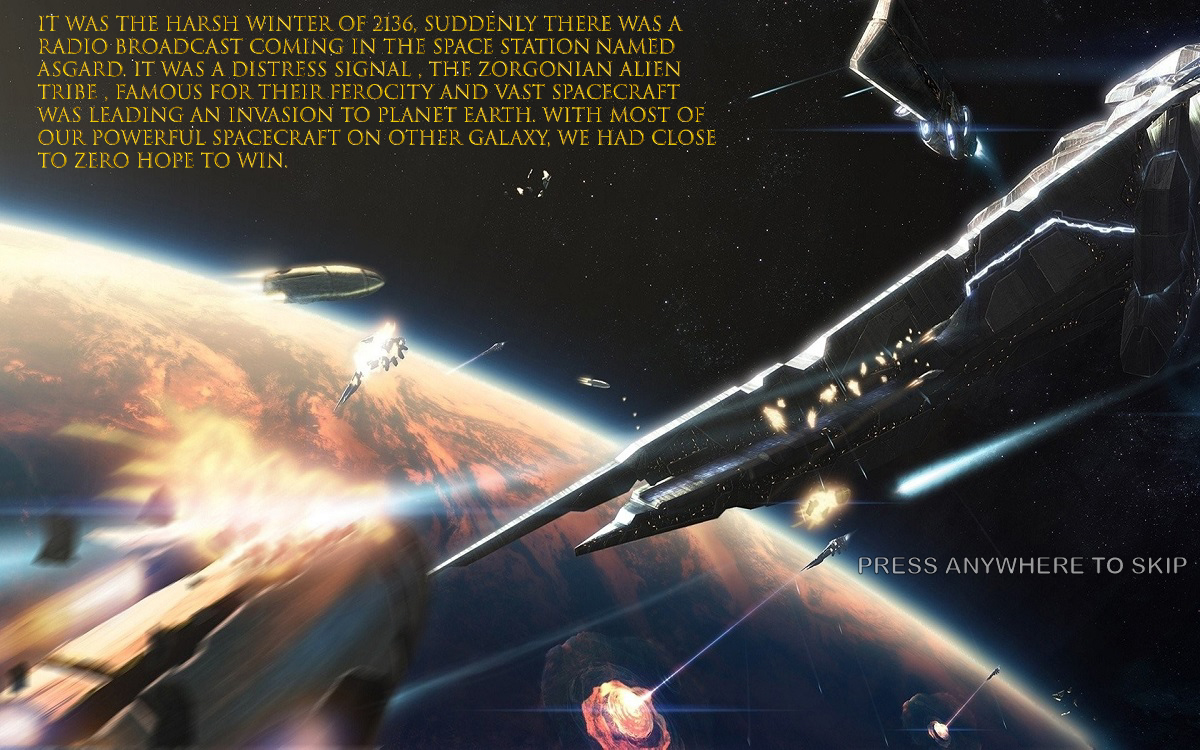 IT WAS THE HARSH WINTER OF 2136, SUDDENLY THERE WAS A
RADIO BROADCAST COMING IN THE SPACE STATION NAMED
ASGARD. IT WAS A DISTRESS SIGNAL , THE ZORGONIAN ALIEN
TRIBE , FAMOUS FOR THEIR FEROCITY AND VAST SPACECRAFT
WAS LEADING AN INVASION TO PLANET EARTH. WITH MOST OF
OUR POWERFUL SPACECRAFT ON OTHER GALAXY, WE HAD CLOSE
TO ZERO HOPE TO WIN.
PRESS ANYWHERE TO SKIP